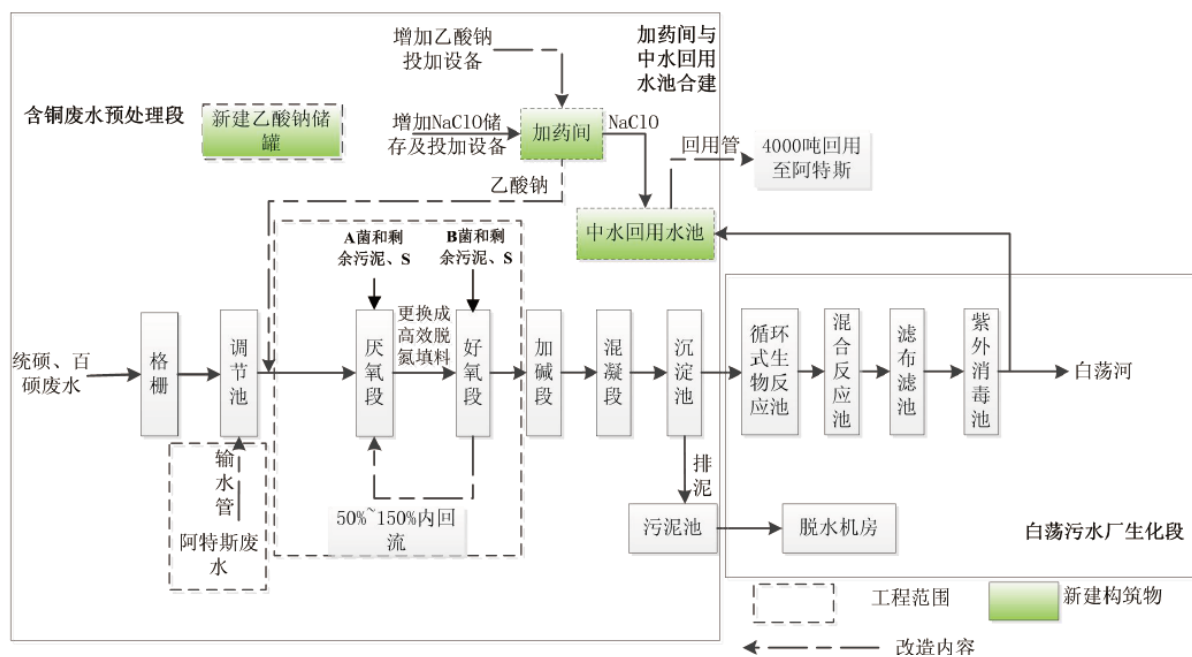 增加乙酸钠
投加设备
加药间与
中水回用
水池合建
含铜废水预处理段
新建乙酸钠储
罐
增加NaClO储
存及投加设备
加药间
NaClO
回用管
4000吨回用
至阿特斯
乙酸钠
中水回用水池
A菌和剩
余污泥、S
B菌和剩
余污泥、S
更换成
高效脱
氮填料
统硕、百
硕废水
格栅
调节池
厌氧段
好氧段
加碱段
混凝段
沉淀池
循环
式生
物反
应池
混合反应池
滤布滤池
紫外消毒池
白荡河
输水管
阿特斯废
水
50%~150%内回
流
排泥
污泥池
脱水机房
白荡污水厂生化段
工程范围
新建构筑物
改造内容